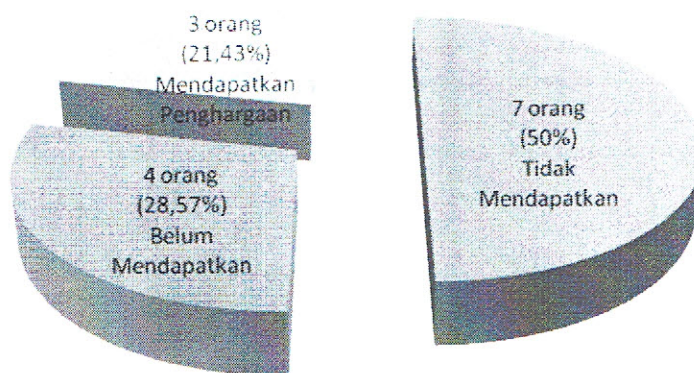 3 orang
(21,43%)
Mendapatkan
Penghargaan
7 orang
(50%)
Tidak
Mendapatkan
4 orang
(28,57%)
Belum
Mendapatkan